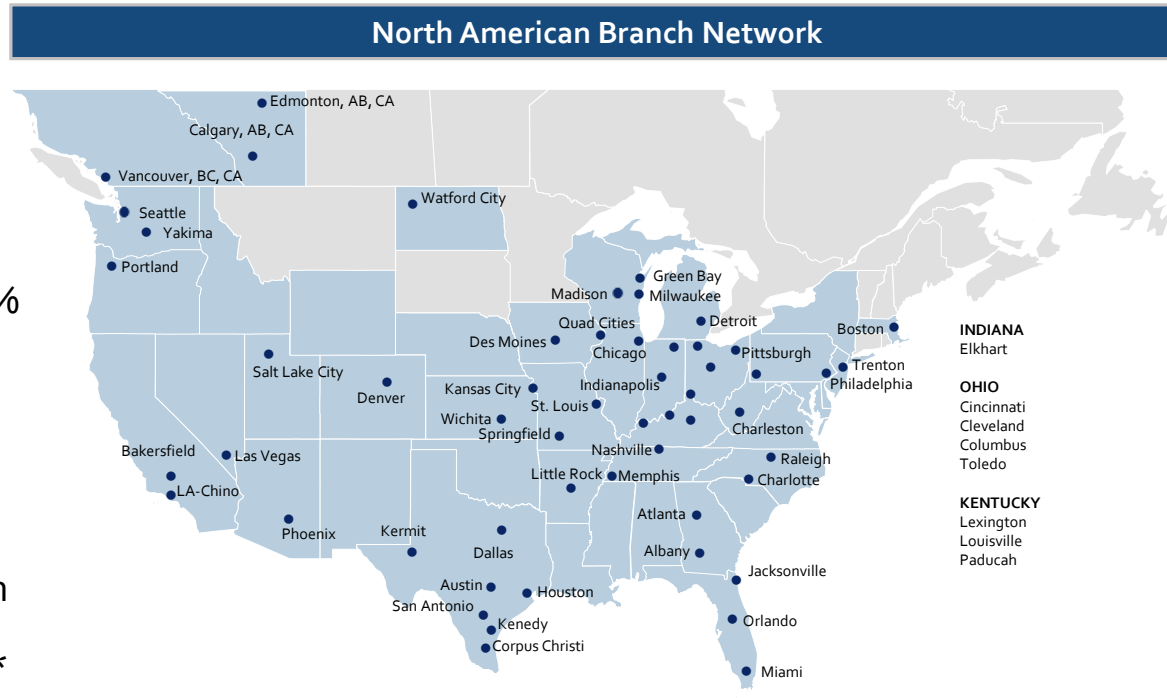 North American Branch Network
Edmonton, AB, CA
Calgary, AB, CA
Vancouver, BC, CA
Watford City
Seattle
Yakima
Portland
Green Bay
Madison
Milwaukee
%
Quad Cities
Detroit
Boston
INDIANA
Elkhart
Des Moines
Chicago
Pittsburgh
Trenton
Salt Lake City
Denver
Kansas City
Indianapolis
Philadelphia
OHIO
Cincinnati
Cleveland
Columbus
Toledo
St. Louis
Wichita
Springfield
Charleston
Bakersfield
Las Vegas
Nashville
Raleigh
LA-Chino
Little Rock
Memphis
Charlotte
KENTUCKY
Lexington
Louisville
Paducah
Phoenix
Kermit
Dallas
Atlanta
Albany
Jacksonville
n
Austin
Houston
San Antonio
Kenedy
Orlando
Corpus Christi
*
Miami